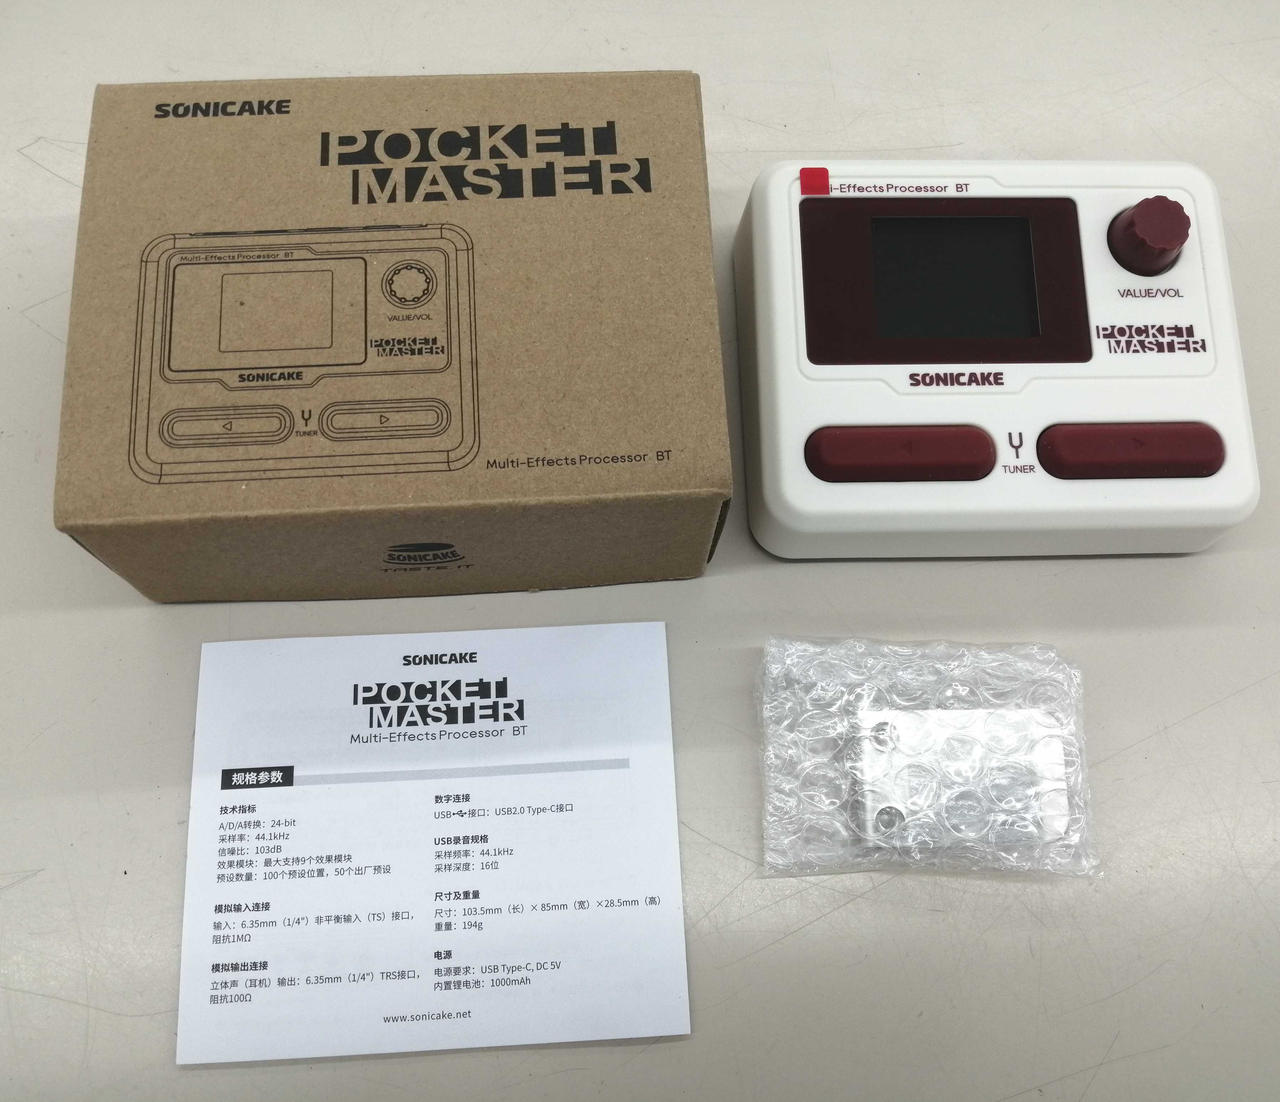 SONICAKE
POCKET
MASTER
Multi-Effects Processor BT
VALUE/VOL
POCKET
MASTER
SONICAKE
TUNER
Multi-Effects Processor BT
SONICAKE
TASTE IT
i-Effects Processor BT
VALUE/VOL
POCKET
MASTER
SONICAKE
TUNER
SONICAKE
POCKET
MASTER
Multi-Effects Processor BT
规格参数
技术指标
A/D/A转换：24-bit
采样率：44.1kHz
信噪比：103dB
效果模块：最大支持9个效果模块
预设数量：100个预设位置，50个出厂预设
模拟输入连接
输入：6.35mm（1/4"）非平衡输入（TS）接口，
阻抗1MΩ
模拟输出连接
立体声（耳机）输出：6.35mm（1/4"）TRS接口，
阻抗100Ω
数字连接
USB接口：USB2.0 Type-C接口
USB录音规格
采样频率：44.1kHz
采样深度：16位
尺寸及重量
尺寸：103.5mm（长）×85mm（宽）×28.5mm（高）
重量：194g
电源
电源要求：USB Type-C, DC 5V
内置锂电池：1000mAh
www.sonicake.net